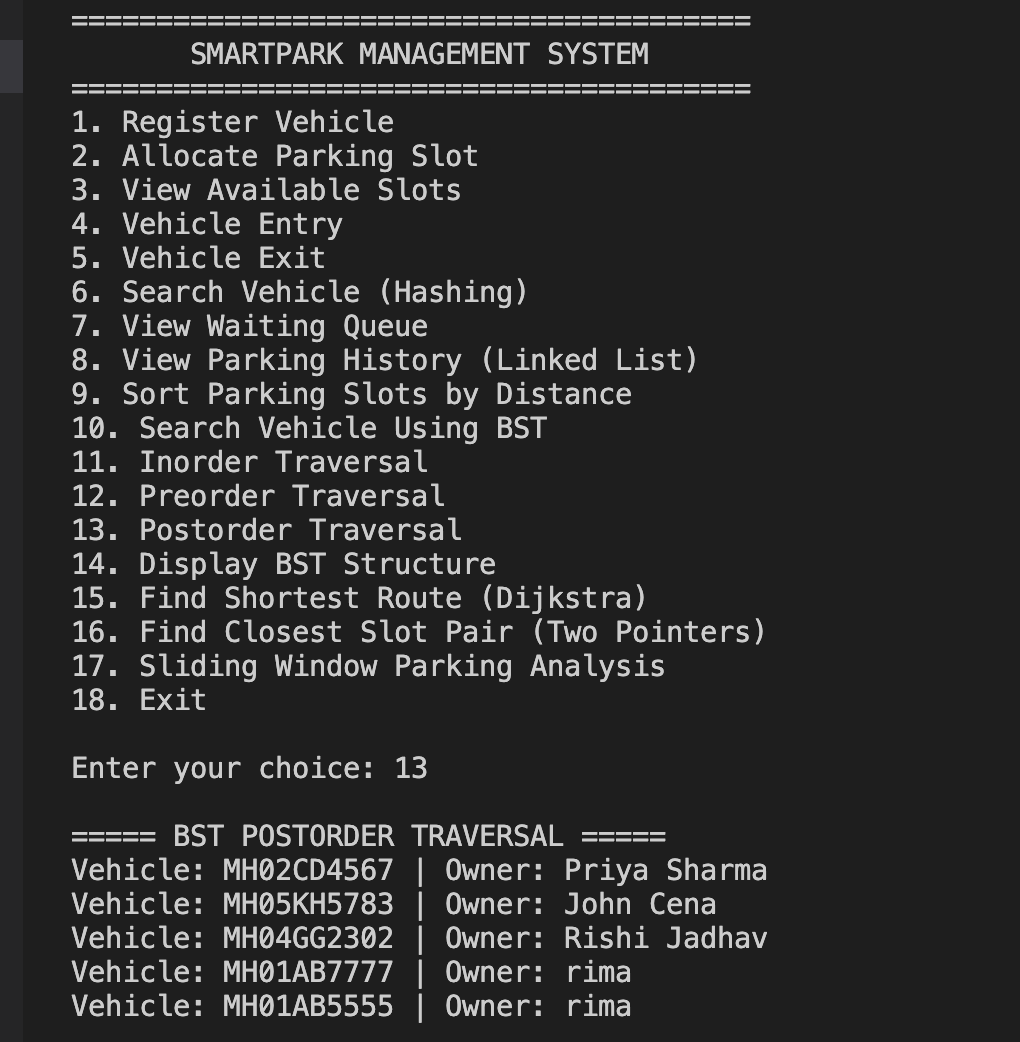 ========================================
SMARTPARK MANAGEMENT SYSTEM
========================================
1. Register Vehicle
2. Allocate Parking Slot
3. View Available Slots
4. Vehicle Entry
5. Vehicle Exit
6. Search Vehicle (Hashing)
7. View Waiting Queue
8. View Parking History (Linked List)
9. Sort Parking Slots by Distance
10. Search Vehicle Using BST
11. Inorder Traversal
12. Preorder Traversal
13. Postorder Traversal
14. Display BST Structure
15. Find Shortest Route (Dijkstra)
16. Find Closest Slot Pair (Two Pointers)
17. Sliding Window Parking Analysis
18. Exit
Enter your choice: 13
===== BST POSTORDER TRAVERSAL =====
Vehicle: MH02CD4567 | Owner: Priya Sharma
Vehicle: MH05KH5783 | Owner: John Cena
Vehicle: MH04GG2302 | Owner: Rishi Jadhav
Vehicle: MH01AB7777 | Owner: rima
Vehicle: MH01AB5555 | Owner: rima